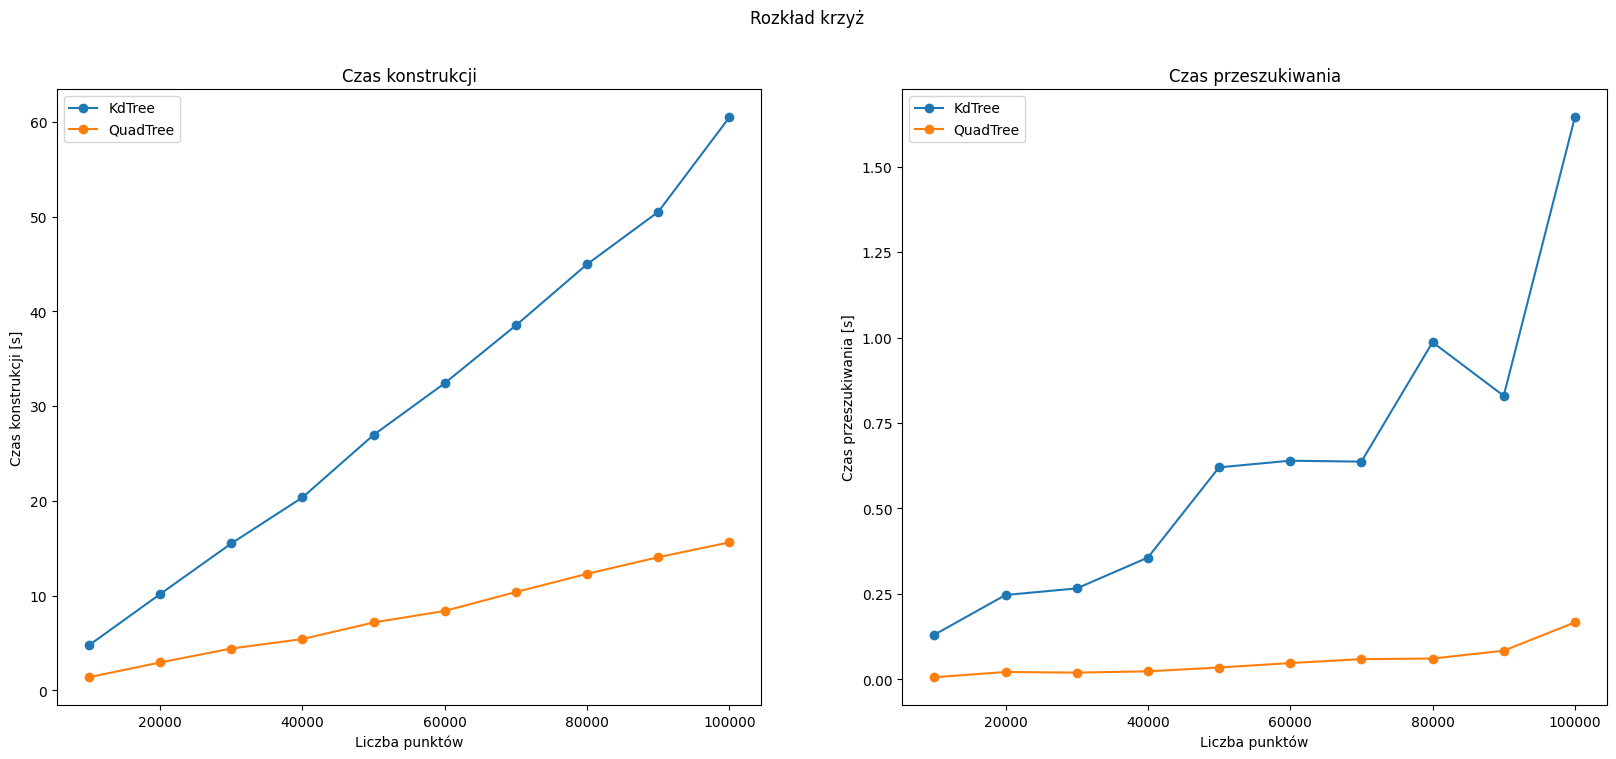 Rozkład krzyż
Czas konstrukcji
KdTree
QuadTree
60
50
40
30
20
10
0
Czas konstrukcji [s]
20000 40000 60000 80000 100000
Liczba punktów
Czas przeszukiwania
KdTree
QuadTree
1.50
1.25
1.00
0.75
0.50
0.25
0.00
Czas przeszukiwania [s]
20000 40000 60000 80000 100000
Liczba punktów